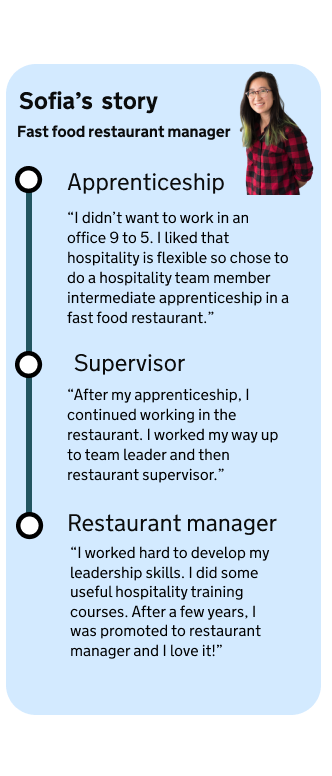 Sofia’s story
Fast food restaurant manager
Apprenticeship
“I didn’t want to work in an
office 9 to 5. I liked that
hospitality is flexible so chose to
do a hospitality team member
intermediate apprenticeship in a
fast food restaurant.”
Supervisor
“After my apprenticeship, I
continued working in the
restaurant. I worked my way up
to team leader and then
restaurant supervisor.”
Restaurant manager
“I worked hard to develop my
leadership skills. I did some
useful hospitality training
courses. After a few years, I
was promoted to restaurant
manager and I love it!”